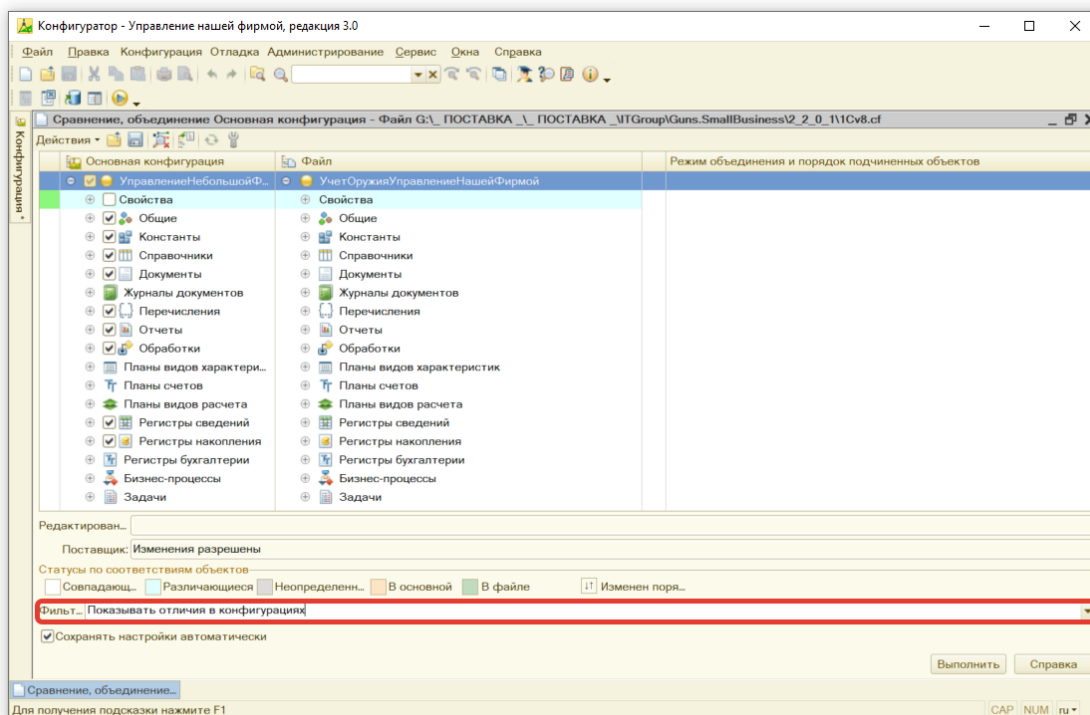 Конфигуратор - Управление нашей фирмой, редакция 3.0
Файл Правка Конфигурация Отладка Администрирование Сервис Окна Справка
Конфигурация *
Сравнение, объединение Основная конфигурация - Файл G:\_ ПОСТАВКА _\_ ПОСТАВКА _\ITGroup\Guns.SmallBusiness\2_2_0_1\1Cv8.cf
Действия
Основная конфигурация Файл Режим объединения и порядок подчиненных объектов
УправлениеНебольшойФ... УчетОружияУправлениеНашейФирмой
Свойства Свойства
Общие Общие
Константы Константы
Справочники Справочники
Документы Документы
Журналы документов Журналы документов
Перечисления Перечисления
Отчеты Отчеты
Обработки Обработки
Планы видов характери... Планы видов характеристик
Планы счетов Планы счетов
Планы видов расчета Планы видов расчета
Регистры сведений Регистры сведений
Регистры накопления Регистры накопления
Регистры бухгалтерии Регистры бухгалтерии
Бизнес-процессы Бизнес-процессы
Задачи Задачи
Редактирован...
Поставщик: Изменения разрешены
Статусы по соответствиям объектов
Совпадающ... Различающиеся Неопределенн... В основной В файле Изменен поря...
Фильт... Показывать отличия в конфигурациях
Сохранять настройки автоматически
Выполнить Справка
Сравнение, объединение...
Для получения подсказки нажмите F1 CAP NUM ru